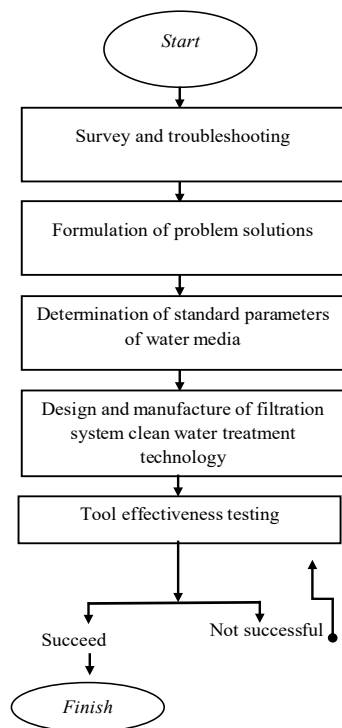 Start
Survey and troubleshooting
Formulation of problem solutions
Determination of standard parameters
of water media
Design and manufacture of filtration
system clean water treatment
technology
Tool effectiveness testing
Succeed
Not successful
Finish